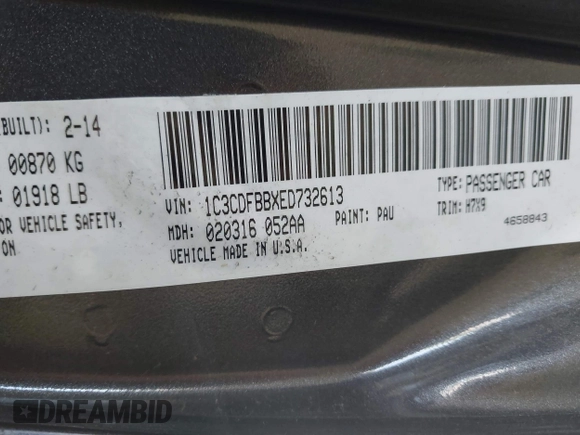 BUILT): 2-14
00870 KG
01918 LB
OR VEHICLE SAFETY,
ON
VIN: 1C3CDFBBXED732613
TYPE: PASSENGER CAR
MDH: 020316 052AA
PAINT: PAU
TRIM: H7X9
VEHICLE MADE IN U.S.A.
4658843
DREAMBID